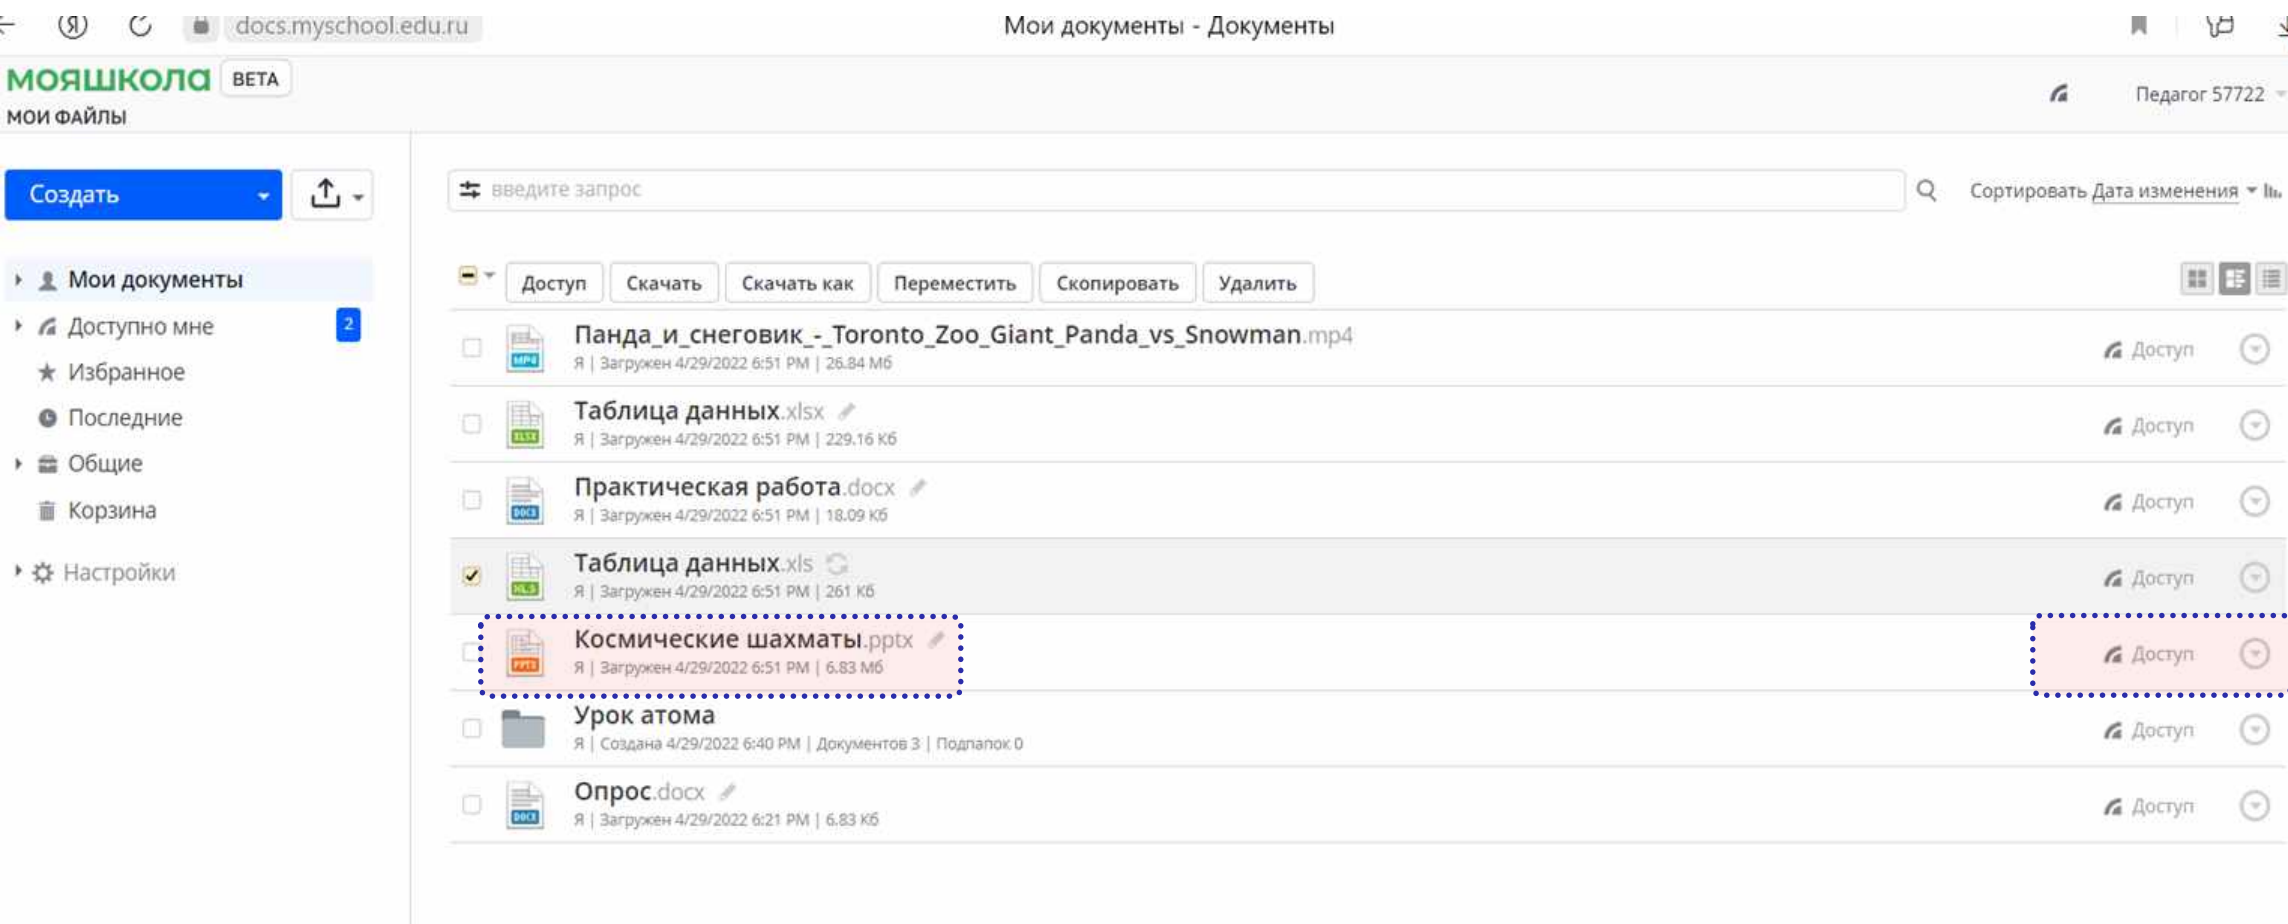 docs.myschool.edu.ru
Мои документы - Документы
МОЯШКОЛА BETA
МОИ ФАЙЛЫ
Педагог 57722
Создать
введите запрос
Сортировать Дата изменения
Мои документы
Доступно мне 2
Избранное
Последние
Общие
Корзина
Настройки
Доступ Скачать Скачать как Переместить Скопировать Удалить
Панда_и_снеговик_-_Toronto_Zoo_Giant_Panda_vs_Snowman.mp4
MP4
Я | Загружен 4/29/2022 6:51 PM | 26.84 Мб
Доступ
Таблица данных.xlsx
XLSX
Я | Загружен 4/29/2022 6:51 PM | 229.16 Кб
Доступ
Практическая работа.docx
DOCX
Я | Загружен 4/29/2022 6:51 PM | 18.09 Кб
Доступ
Таблица данных.xls
XLS
Я | Загружен 4/29/2022 6:51 PM | 261 Кб
Доступ
Космические шахматы.pptx
PPTX
Я | Загружен 4/29/2022 6:51 PM | 6.83 Мб
Доступ
Урок атома
Я | Создана 4/29/2022 6:40 PM | Документов 3 | Подпапок 0
Доступ
Опрос.docx
DOCX
Я | Загружен 4/29/2022 6:21 PM | 6.83 Кб
Доступ